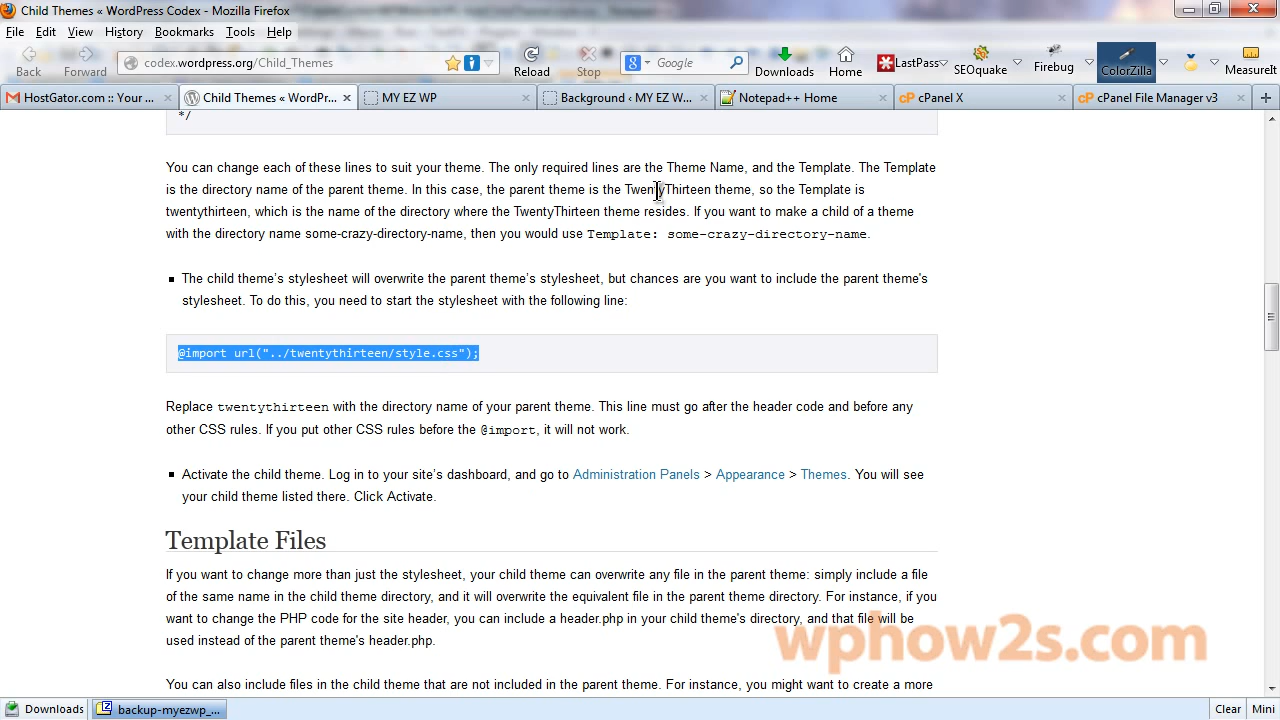 Child Themes « WordPress Codex - Mozilla Firefox
File Edit View History Bookmarks Tools Help
Back Forward codex.wordpress.org/Child_Themes Reload Stop Google Downloads Home LastPass SEOquake Firebug ColorZilla MeasureIt
HostGator.com :: Your ... Child Themes « WordPr... MY EZ WP Background ‹ MY EZ W... Notepad++ Home cPanel X cPanel File Manager v3
*/
You can change each of these lines to suit your theme. The only required lines are the Theme Name, and the Template. The Template
is the directory name of the parent theme. In this case, the parent theme is the TwentyThirteen theme, so the Template is
twentythirteen, which is the name of the directory where the TwentyThirteen theme resides. If you want to make a child of a theme
with the directory name some-crazy-directory-name, then you would use Template: some-crazy-directory-name.
The child theme’s stylesheet will overwrite the parent theme’s stylesheet, but chances are you want to include the parent theme's
stylesheet. To do this, you need to start the stylesheet with the following line:
@import url("../twentythirteen/style.css");
Replace twentythirteen with the directory name of your parent theme. This line must go after the header code and before any
other CSS rules. If you put other CSS rules before the @import, it will not work.
Activate the child theme. Log in to your site’s dashboard, and go to Administration Panels > Appearance > Themes. You will see
your child theme listed there. Click Activate.
Template Files
If you want to change more than just the stylesheet, your child theme can overwrite any file in the parent theme: simply include a file
of the same name in the child theme directory, and it will overwrite the equivalent file in the parent theme directory. For instance, if you
want to change the PHP code for the site header, you can include a header.php in your child theme's directory, and that file will be
used instead of the parent theme's header.php.
wphow2s.com
You can also include files in the child theme that are not included in the parent theme. For instance, you might want to create a more
Downloads backup-myezwp_... Clear Mini